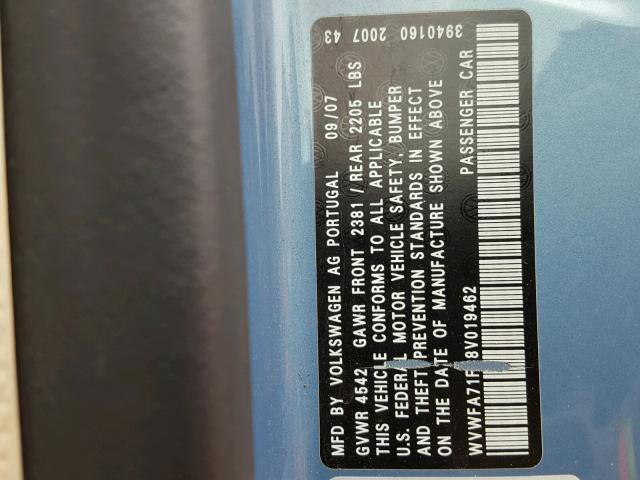 3940160 2007 43
MFD BY VOLKSWAGEN AG PORTUGAL 09/07
GVWR 4542 GAWR FRONT 2381 / REAR 2205 LBS
THIS VEHICLE CONFORMS TO ALL APPLICABLE
U.S. FEDERAL MOTOR VEHICLE SAFETY, BUMPER
AND THEFT PREVENTION STANDARDS IN EFFECT
ON THE DATE OF MANUFACTURE SHOWN ABOVE
PASSENGER CAR